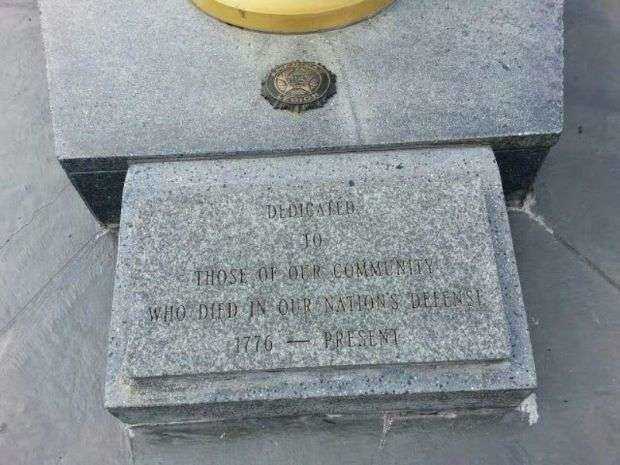 DEDICATED
TO
THOSE OF OUR COMMUNITY
WHO DIED IN OUR NATION'S DEFENSE
1776 — PRESENT